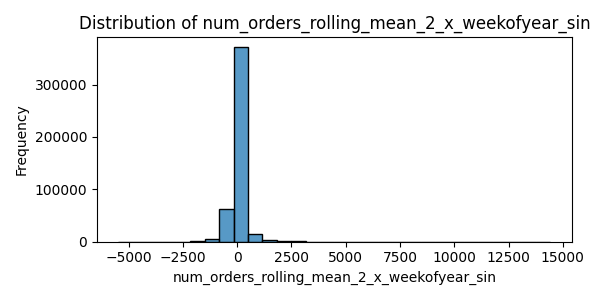 Distribution of num_orders_rolling_mean_2_x_weekofyear_sin
Frequency
300000
200000
100000
0
−5000 −2500 0 2500 5000 7500 10000 12500 15000
num_orders_rolling_mean_2_x_weekofyear_sin